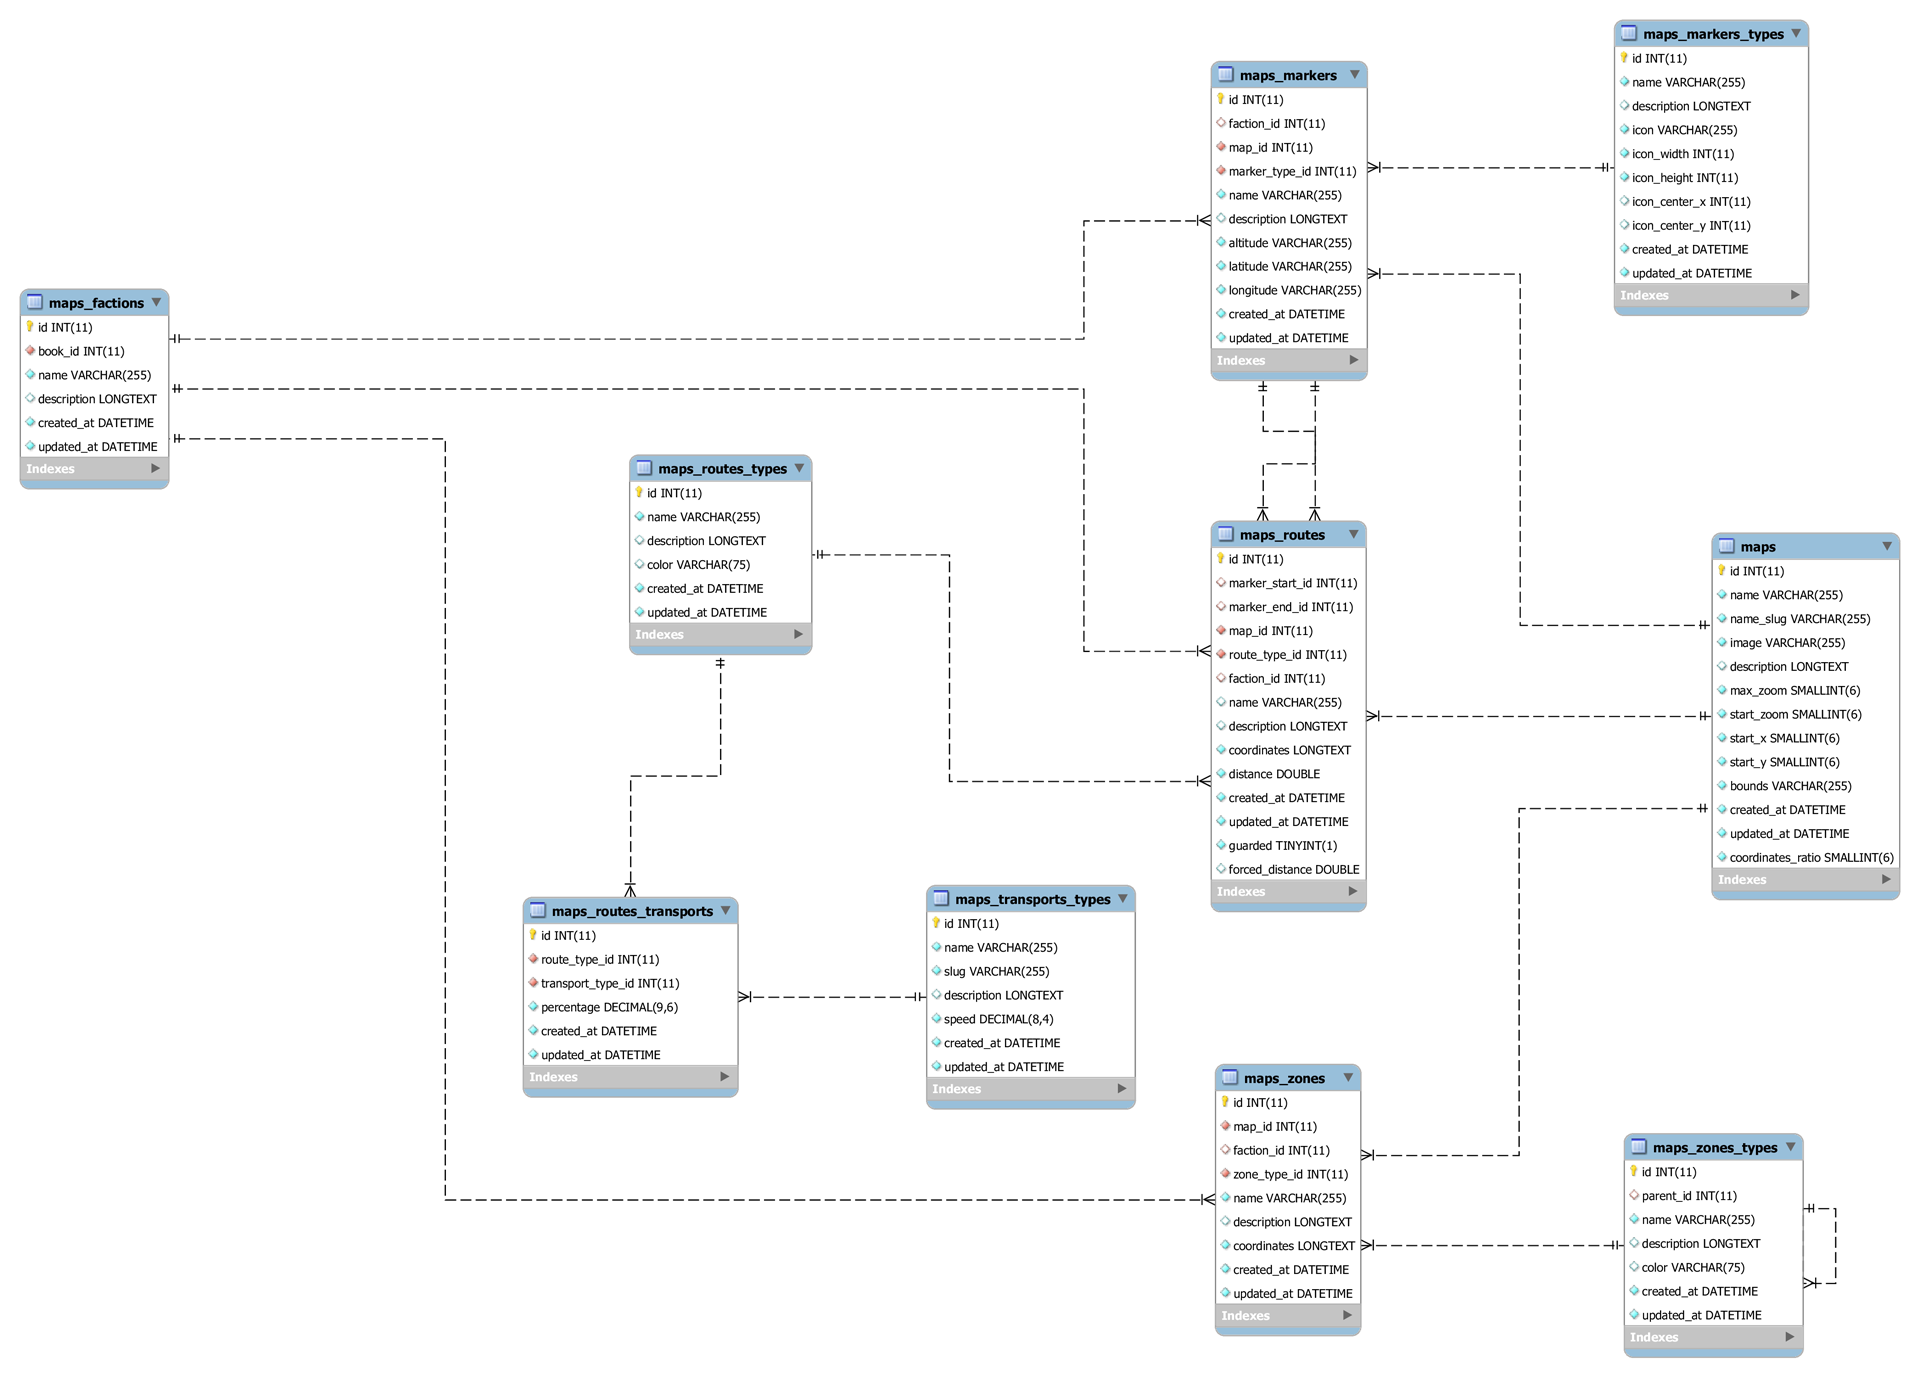 maps_markers_types
id INT(11)
name VARCHAR(255)
description LONGTEXT
icon VARCHAR(255)
icon_width INT(11)
icon_height INT(11)
icon_center_x INT(11)
icon_center_y INT(11)
created_at DATETIME
updated_at DATETIME
Indexes
maps_markers
id INT(11)
faction_id INT(11)
map_id INT(11)
marker_type_id INT(11)
name VARCHAR(255)
description LONGTEXT
altitude VARCHAR(255)
latitude VARCHAR(255)
longitude VARCHAR(255)
created_at DATETIME
updated_at DATETIME
Indexes
maps_factions
id INT(11)
book_id INT(11)
name VARCHAR(255)
description LONGTEXT
created_at DATETIME
updated_at DATETIME
Indexes
maps_routes_types
id INT(11)
name VARCHAR(255)
description LONGTEXT
color VARCHAR(75)
created_at DATETIME
updated_at DATETIME
Indexes
maps_routes
id INT(11)
marker_start_id INT(11)
marker_end_id INT(11)
map_id INT(11)
route_type_id INT(11)
faction_id INT(11)
name VARCHAR(255)
description LONGTEXT
coordinates LONGTEXT
distance DOUBLE
created_at DATETIME
updated_at DATETIME
guarded TINYINT(1)
forced_distance DOUBLE
Indexes
maps
id INT(11)
name VARCHAR(255)
name_slug VARCHAR(255)
image VARCHAR(255)
description LONGTEXT
max_zoom SMALLINT(6)
start_zoom SMALLINT(6)
start_x SMALLINT(6)
start_y SMALLINT(6)
bounds VARCHAR(255)
created_at DATETIME
updated_at DATETIME
coordinates_ratio SMALLINT(6)
Indexes
maps_routes_transports
id INT(11)
route_type_id INT(11)
transport_type_id INT(11)
percentage DECIMAL(9,6)
created_at DATETIME
updated_at DATETIME
Indexes
maps_transports_types
id INT(11)
name VARCHAR(255)
slug VARCHAR(255)
description LONGTEXT
speed DECIMAL(8,4)
created_at DATETIME
updated_at DATETIME
Indexes
maps_zones
id INT(11)
map_id INT(11)
faction_id INT(11)
zone_type_id INT(11)
name VARCHAR(255)
description LONGTEXT
coordinates LONGTEXT
created_at DATETIME
updated_at DATETIME
Indexes
maps_zones_types
id INT(11)
parent_id INT(11)
name VARCHAR(255)
description LONGTEXT
color VARCHAR(75)
created_at DATETIME
updated_at DATETIME
Indexes